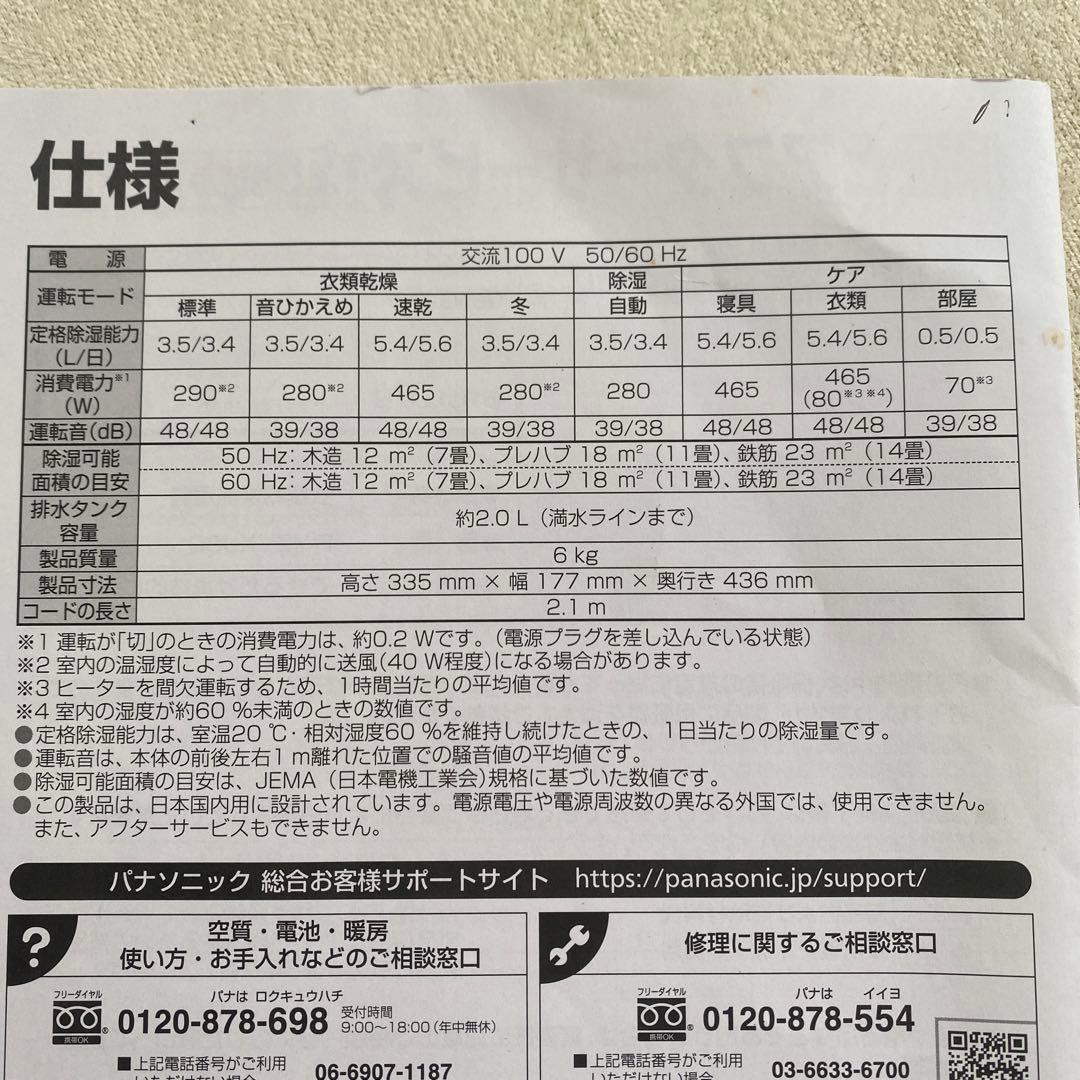 仕様
電　源 交流100 V　50/60 Hz
運転モード 衣類乾燥 除湿 ケア
標準 音ひかえめ 速乾 冬 自動 寝具 衣類 部屋
定格除湿能力(L/日) 3.5/3.4 3.5/3.4 5.4/5.6 3.5/3.4 3.5/3.4 5.4/5.6 5.4/5.6 0.5/0.5
消費電力※1(W) 290※2 280※2 465 280※2 280 465 465(80※3※4) 70※3
運転音(dB) 48/48 39/38 48/48 39/38 39/38 48/48 48/48 39/38
除湿可能 50 Hz：木造 12 m²（7畳）、プレハブ 18 m²（11畳）、鉄筋 23 m²（14畳）
面積の目安 60 Hz：木造 12 m²（7畳）、プレハブ 18 m²（11畳）、鉄筋 23 m²（14畳）
排水タンク容量 約2.0 L（満水ラインまで）
製品質量 6 kg
製品寸法 高さ 335 mm × 幅 177 mm × 奥行き 436 mm
コードの長さ 2.1 m
※1 運転が「切」のときの消費電力は、約0.2 Wです。（電源プラグを差し込んでいる状態）
※2 室内の温湿度によって自動的に送風(40 W程度)になる場合があります。
※3 ヒーターを間欠運転するため、1時間当たりの平均値です。
※4 室内の湿度が約60 %未満のときの数値です。
●定格除湿能力は、室温20 ℃・相対湿度60 %を維持し続けたときの、1日当たりの除湿量です。
●運転音は、本体の前後左右1 m離れた位置での騒音値の平均値です。
●除湿可能面積の目安は、JEMA（日本電機工業会）規格に基づいた数値です。
●この製品は、日本国内用に設計されています。電源電圧や電源周波数の異なる外国では、使用できません。
また、アフターサービスもできません。
パナソニック 総合お客様サポートサイト　https://panasonic.jp/support/
?
空質・電池・暖房
使い方・お手入れなどのご相談窓口
フリーダイヤル
携帯OK
パナは ロクキュウハチ
0120-878-698
受付時間
9:00～18:00（年中無休）
■上記電話番号がご利用
いただけない場合
06-6907-1187
修理に関するご相談窓口
フリーダイヤル
携帯OK
パナは イイヨ
0120-878-554
■上記電話番号がご利用
いただけない場合
03-6633-6700